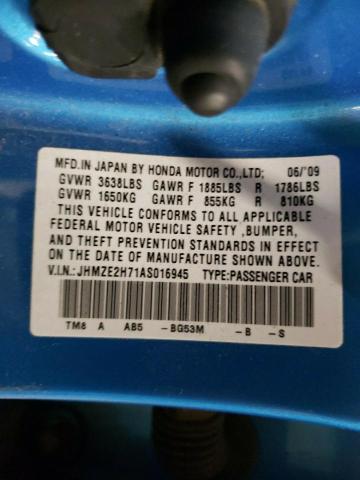 MFD.IN JAPAN BY HONDA MOTOR CO.,LTD; 06/'09
GVWR 3638LBS GAWR F 1885LBS R 1786LBS
GVWR 1650KG GAWR F 855KG R 810KG
THIS VEHICLE CONFORMS TO ALL APPLICABLE
FEDERAL MOTOR VEHICLE SAFETY ,BUMPER,
AND THEFT PREVENTION STANDARDS IN EFFECT
ON THE DATE OF MANUFACTURE SHOWN ABOVE.
V.I.N.: JHMZE2H71AS016945 TYPE:PASSENGER CAR
TM8 A AB5 -BG53M -B -S